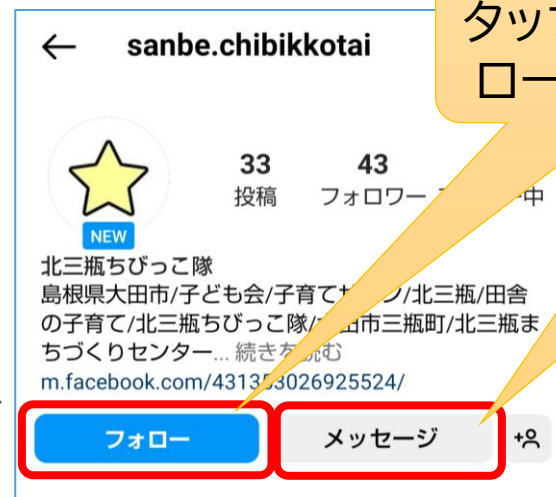 タップ
ロー
← sanbe.chibikkotai
33 43
投稿 フォロワー 中
NEW
北三瓶ちびっこ隊
島根県大田市/子ども会/子育て/北三瓶/田舎
の子育て/北三瓶ちびっこ隊/田市三瓶町/北三瓶ま
ちづくりセンター... 続きを読む
m.facebook.com/431353026925524/
フォロー メッセージ